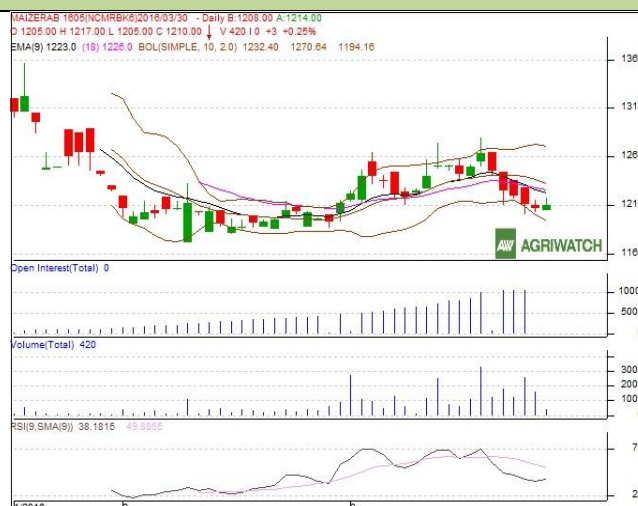 MAIZERAB 1605(NCMRBK6)2016/03/30 - Daily B:1208.00 A:1214.00
O 1205.00 H 1217.00 L 1205.00 C 1210.00 V 420 I 0 +3 +0.25%
EMA(9) 1223.0 (18) 1226.0 BOL(SIMPLE, 10, 2.0) 1232.40 1270.64 1194.16
136
131
126
121
116
AW AGRIWATCH
Open Interest(Total) 0
1000
500
0
Volume(Total) 420
300
200
100
0
RSI(9,SMA(9)) 38.1815 49.8865
7
2